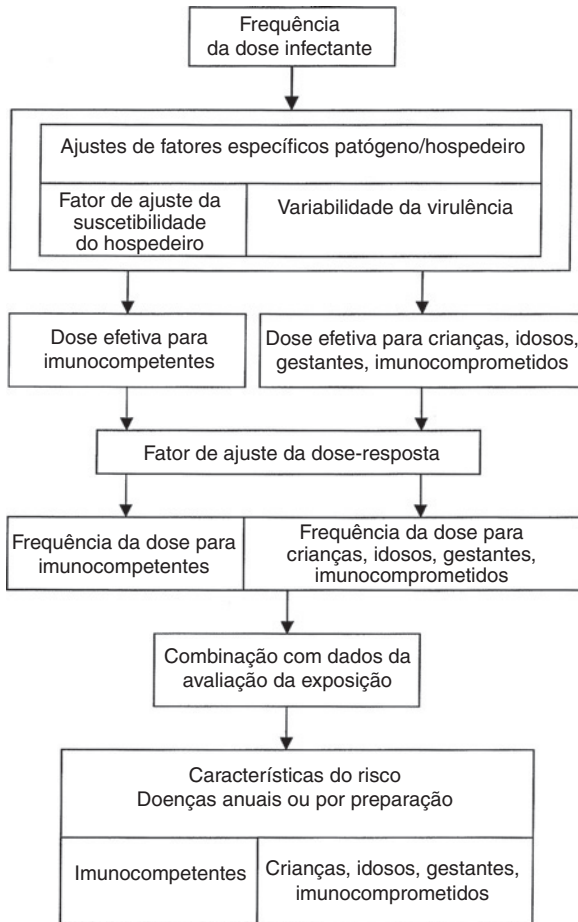 Frequência
da dose infectante
Ajustes de fatores específicos patógeno/hospedeiro
Fator de ajuste da
suscetibilidade
do hospedeiro
Variabilidade da virulência
Dose efetiva para
imunocompetentes
Dose efetiva para crianças, idosos,
gestantes, imunocomprometidos
Fator de ajuste da dose-resposta
Frequência da dose para
imunocompetentes
Frequência da dose para
crianças, idosos, gestantes,
imunocomprometidos
Combinação com dados da
avaliação da exposição
Características do risco
Doenças anuais ou por preparação
Imunocompetentes
Crianças, idosos, gestantes,
imunocomprometidos